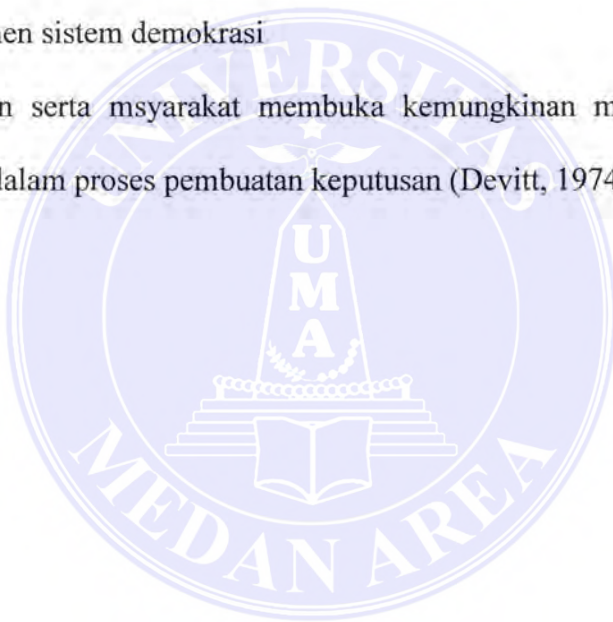 en sistem demokrasi
n serta msyarakat membuka kemungkinan m
dalam proses pembuatan keputusan (Devitt, 1974
UNIVERSITAS
UMA
MEDAN AREA